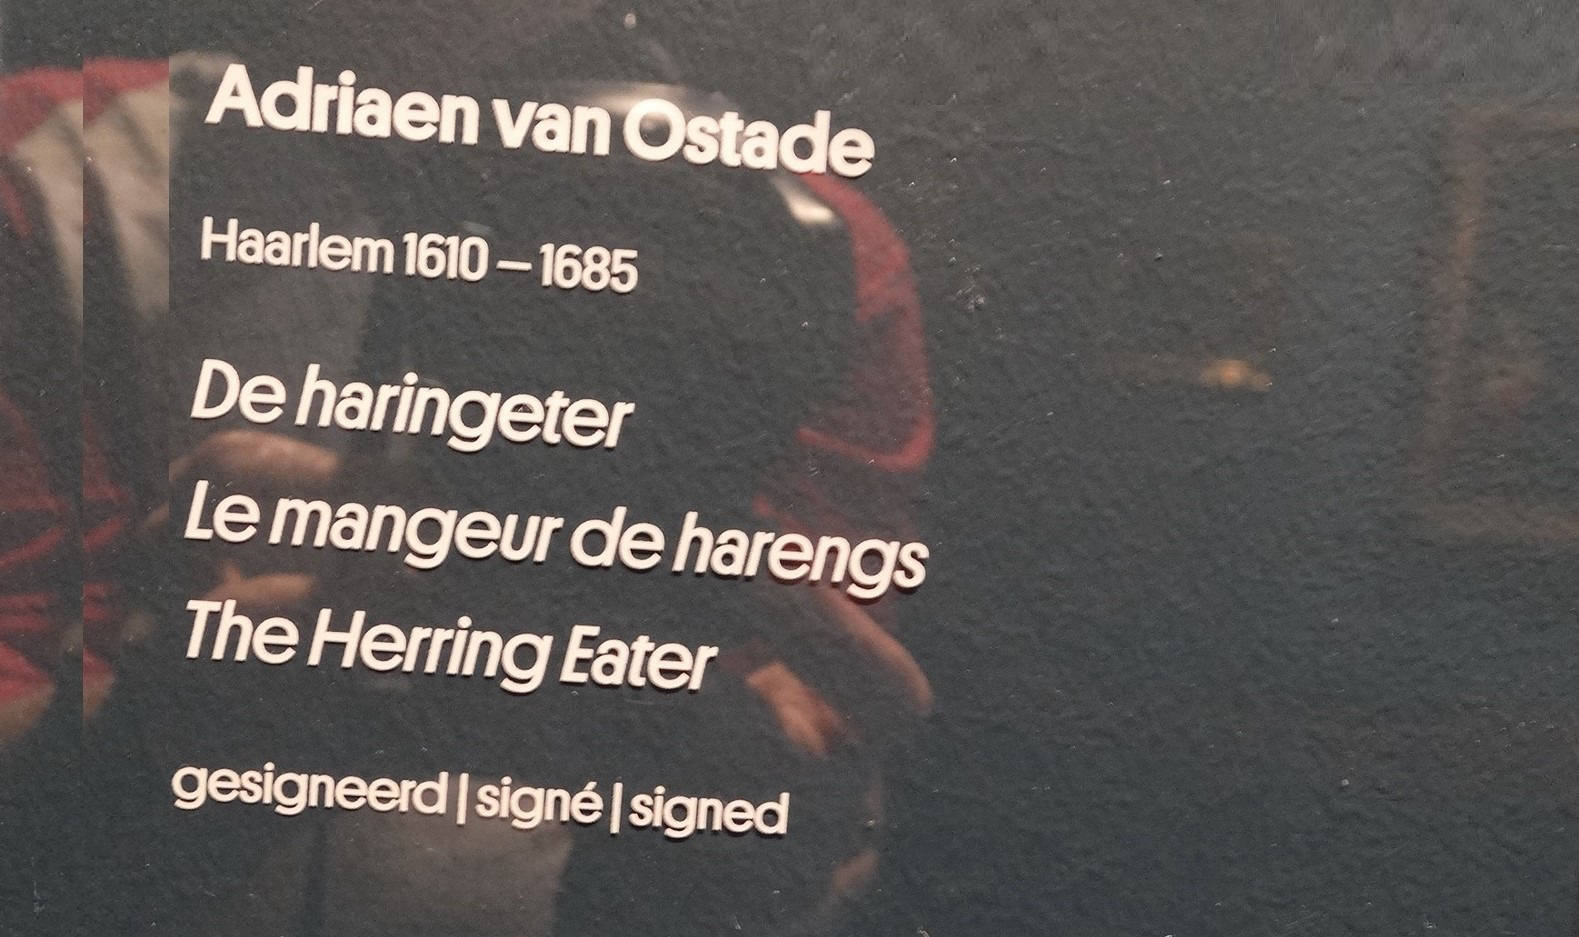 Adriaen van Ostade
Haarlem 1610 – 1685
De haringeter
Le mangeur de harengs
The Herring Eater
gesigneerd | signé | signed